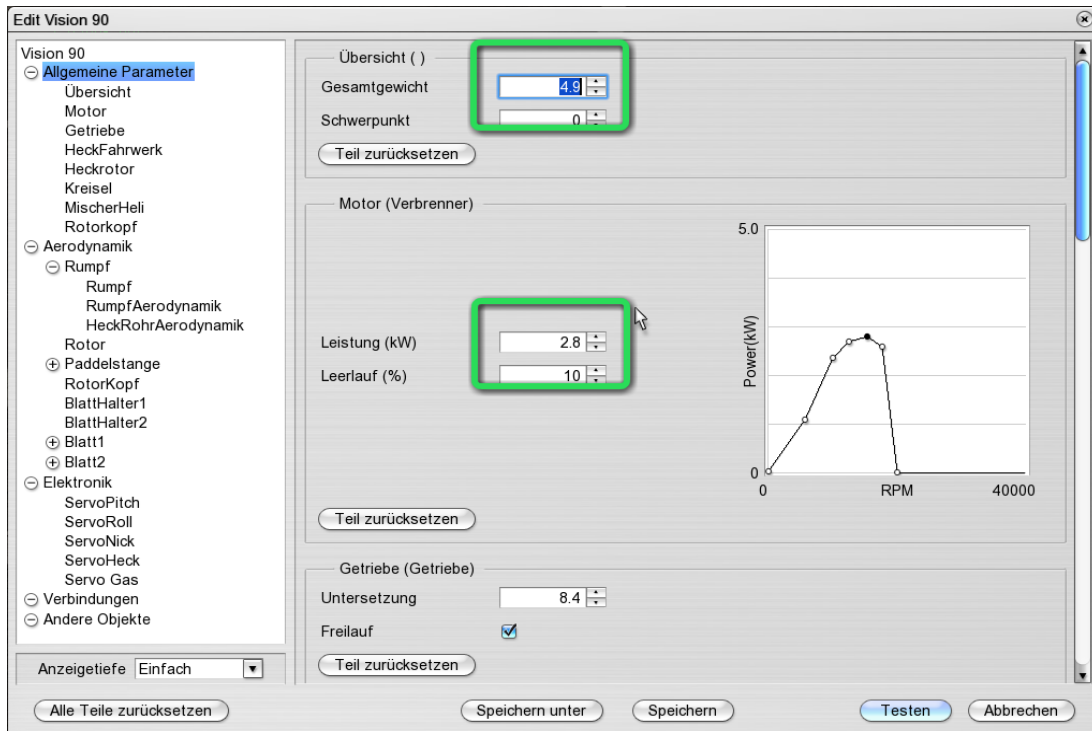 Edit Vision 90
Vision 90
Allgemeine Parameter
Übersicht
Motor
Getriebe
HeckFahrwerk
Heckrotor
Kreisel
MischerHeli
Rotorkopf
Aerodynamik
Rumpf
Rumpf
RumpfAerodynamik
HeckRohrAerodynamik
Rotor
Paddelstange
RotorKopf
BlattHalter1
BlattHalter2
Blatt1
Blatt2
Elektronik
ServoPitch
ServoRoll
ServoNick
ServoHeck
Servo Gas
Verbindungen
Andere Objekte
Anzeigetiefe Einfach
Übersicht ( )
Gesamtgewicht 4.9
Schwerpunkt 0
Teil zurücksetzen
Motor (Verbrenner)
Leistung (kW) 2.8
Leerlauf (%) 10
5.0
Power(kW)
0
0 RPM 40000
Teil zurücksetzen
Getriebe (Getriebe)
Untersetzung 8.4
Freilauf
Teil zurücksetzen
Alle Teile zurücksetzen Speichern unter Speichern Testen Abbrechen